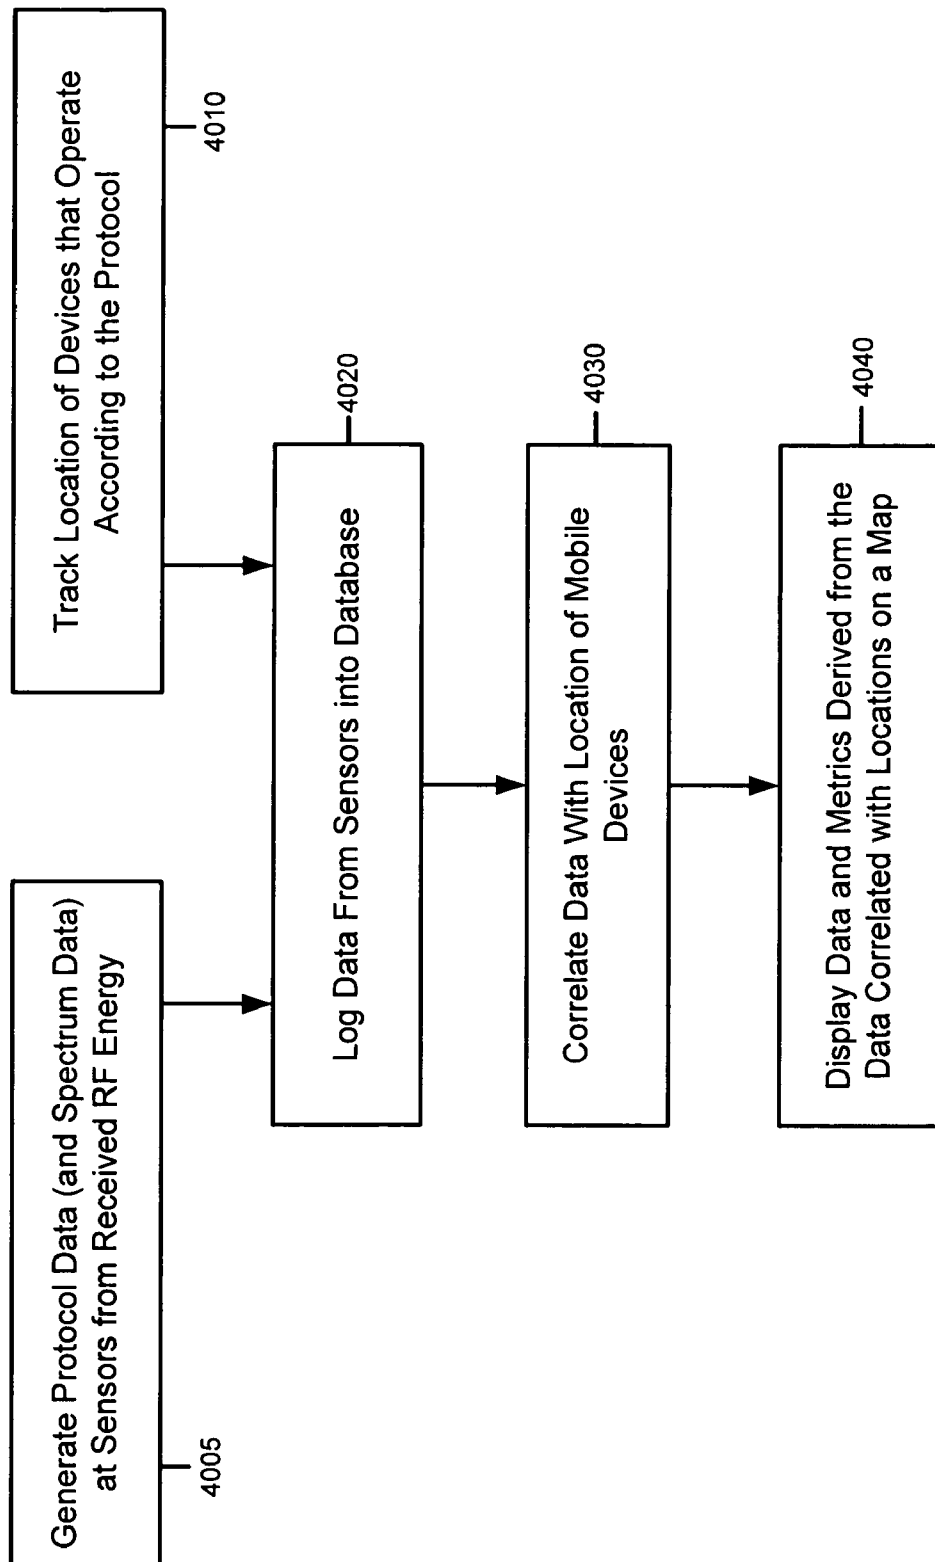 Generate Protocol Data (and Spectrum Data)
at Sensors from Received RF Energy
4005
Track Location of Devices that Operate
According to the Protocol
4010
Log Data From Sensors into Database
4020
Correlate Data With Location of Mobile
Devices
4030
Display Data and Metrics Derived from the
Data Correlated with Locations on a Map
4040